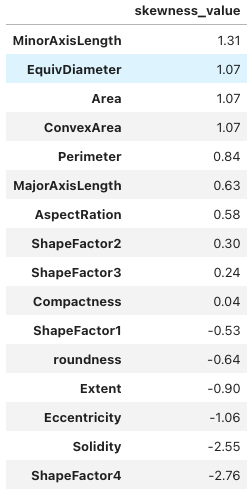 skewness_value
MinorAxisLength 1.31
EquivDiameter 1.07
Area 1.07
ConvexArea 1.07
Perimeter 0.84
MajorAxisLength 0.63
AspectRation 0.58
ShapeFactor2 0.30
ShapeFactor3 0.24
Compactness 0.04
ShapeFactor1 -0.53
roundness -0.64
Extent -0.90
Eccentricity -1.06
Solidity -2.55
ShapeFactor4 -2.76